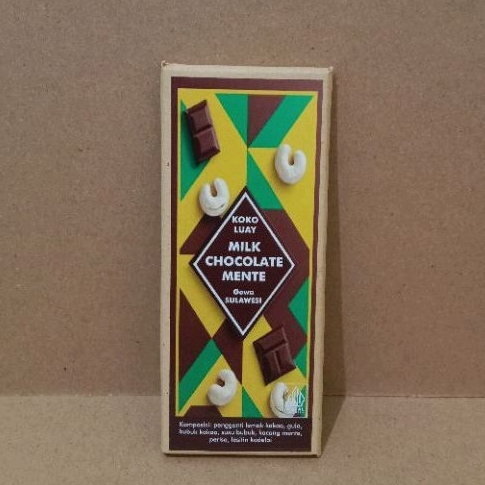 KOKO
LUAY
MILK
CHOCOLATE
MENTE
Gowa
SULAWESI
Komposisi: pengganti lemak kakao, gula,
bubuk kakao, susu bubuk, kacang mente,
perisa, lesitin kedelai